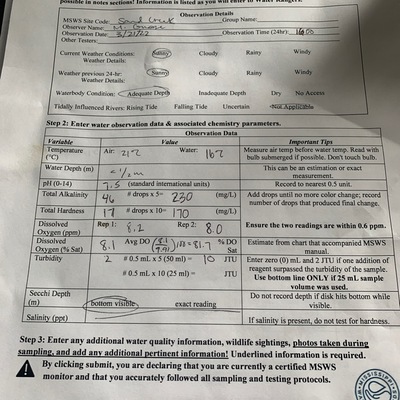 possible in notes sections! Information is listed as you will enter to Water Rangers.
Observation Details
MSWS Site Code: Sand Creek Group Name:
Observer Name: M. Goose
Observation Date: 3/21/22 Observation Time (24hr): 1600
Other Testers:
Current Weather Conditions: Sunny Cloudy Rainy Windy
Weather Details:
Weather previous 24-hr: Sunny Cloudy Rainy Windy
Weather Details:
Waterbody Condition: Adequate Depth Inadequate Depth Dry No Access
Tidally Influenced Rivers: Rising Tide Falling Tide Uncertain Not Applicable
Step 2: Enter water observation data & associated chemistry parameters.
Observation Data
Variable Value Important Tips
Temperature (°C) Air: 21° Water: 16° Measure air temp before water temp. Read with bulb submerged if possible. Don't touch bulb.
Water Depth (m) <1/2m This can be an estimation or exact measurement.
pH (0-14) 7.5 (standard international units) Record to nearest 0.5 unit.
Total Alkalinity 46 # drops x 5= 230 (mg/L) Add drops until no more color change; record number of drops that produced final change.
Total Hardness 17 # drops x 10= 170 (mg/L)
Dissolved Oxygen (ppm) Rep 1: 8.2 Rep 2: 8.0 Ensure the two readings are within 0.6 ppm.
Dissolved Oxygen (% Sat) 8.1 Avg DO (8.1/9.91)100 = 81.7 % DO Sat Estimate from chart that accompanied MSWS manual.
Turbidity 2 # 0.5 mL x 5 (50 ml) = 10 JTU
# 0.5 mL x 10 (25 ml) = JTU Enter zero (0) mL and 2 JTU if one addition of reagent surpassed the turbidity of the sample. Use bottom line ONLY if 25 mL sample volume was used.
Secchi Depth (m) bottom visible exact reading Do not record depth if disk hits bottom while visible.
Salinity (ppt) If salinity is present, do not test for hardness.
Step 3: Enter any additional water quality information, wildlife sightings, photos taken during
sampling, and add any additional pertinent information! Underlined information is required.
By clicking submit, you are declaring that you are currently a certified MSWS
monitor and that you accurately followed all sampling and testing protocols.
MISSISSIPPI